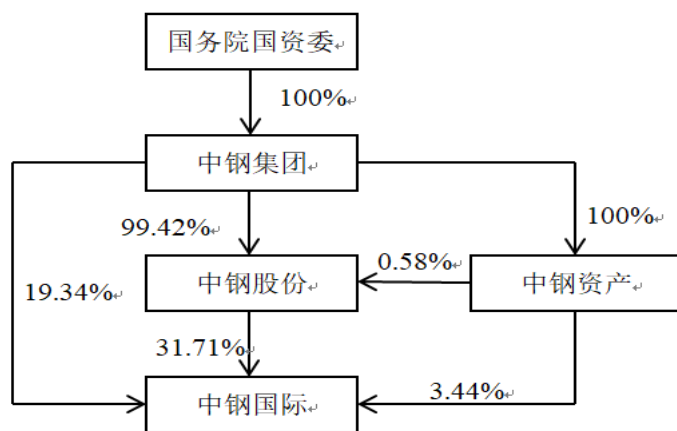 国务院国资委
100%
中钢集团
99.42%
100%
0.58%
19.34%
中钢股份
中钢资产
31.71%
3.44%
中钢国际